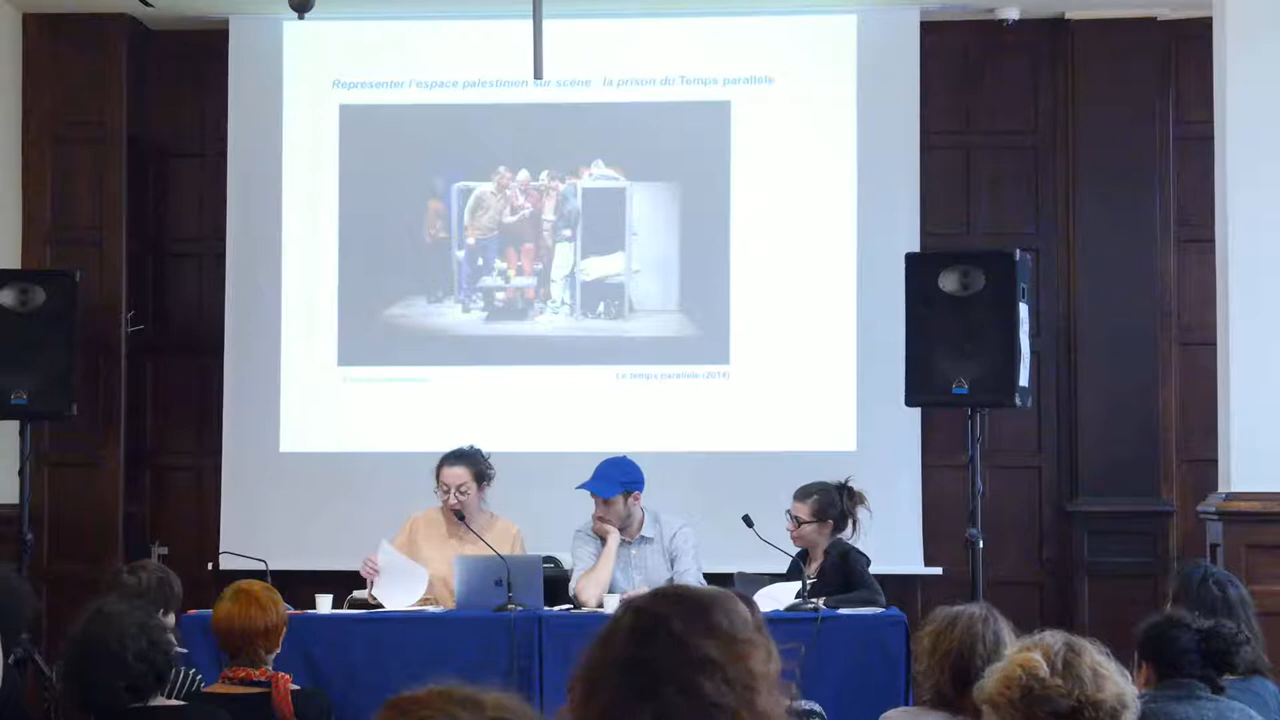 Représenter l'espace palestinien sur scène : la prison du Temps parallèle
Le temps parallèle (2014)